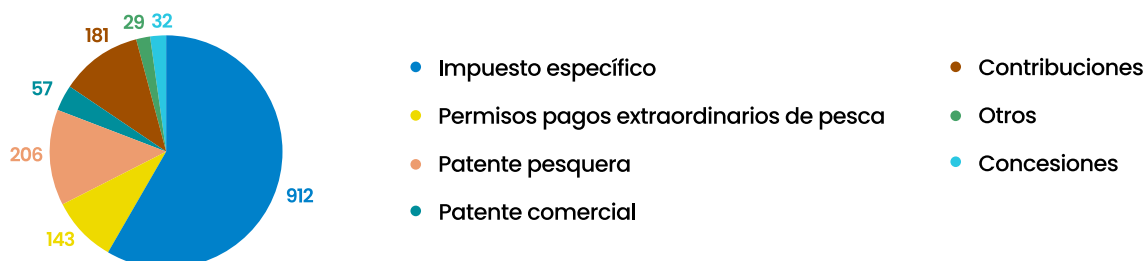 29 32
181
57
206
143
912
Impuesto específico
Permisos pagos extraordinarios de pesca
Patente pesquera
Patente comercial
Contribuciones
Otros
Concesiones